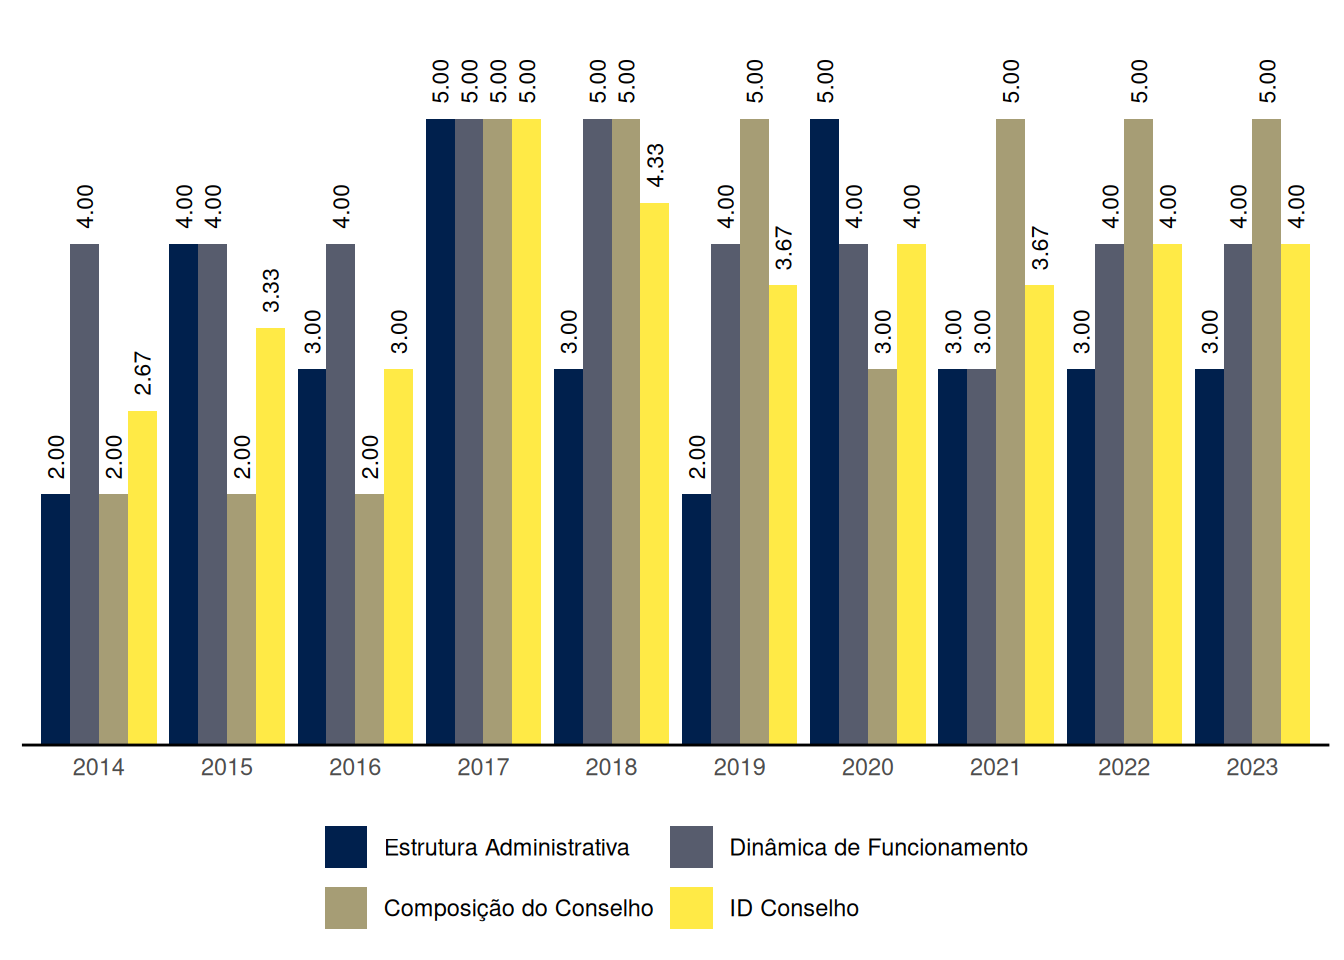 2.00 4.00 2.00 2.67
4.00 4.00 2.00 3.33
3.00 4.00 2.00 3.00
5.00 5.00 5.00 5.00
3.00 5.00 5.00 4.33
2.00 4.00 5.00 3.67
5.00 4.00 3.00 4.00
3.00 3.00 5.00 3.67
3.00 4.00 5.00 4.00
3.00 4.00 5.00 4.00
2014 2015 2016 2017 2018 2019 2020 2021 2022 2023
Estrutura Administrativa Dinâmica de Funcionamento
Composição do Conselho ID Conselho